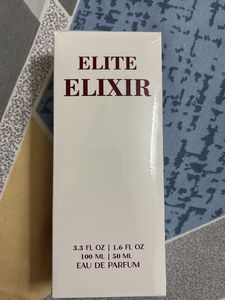 ELITE
ELIXIR
3.3 FL OZ | 1.6 FL OZ
100 ML | 50 ML
EAU DE PARFUM